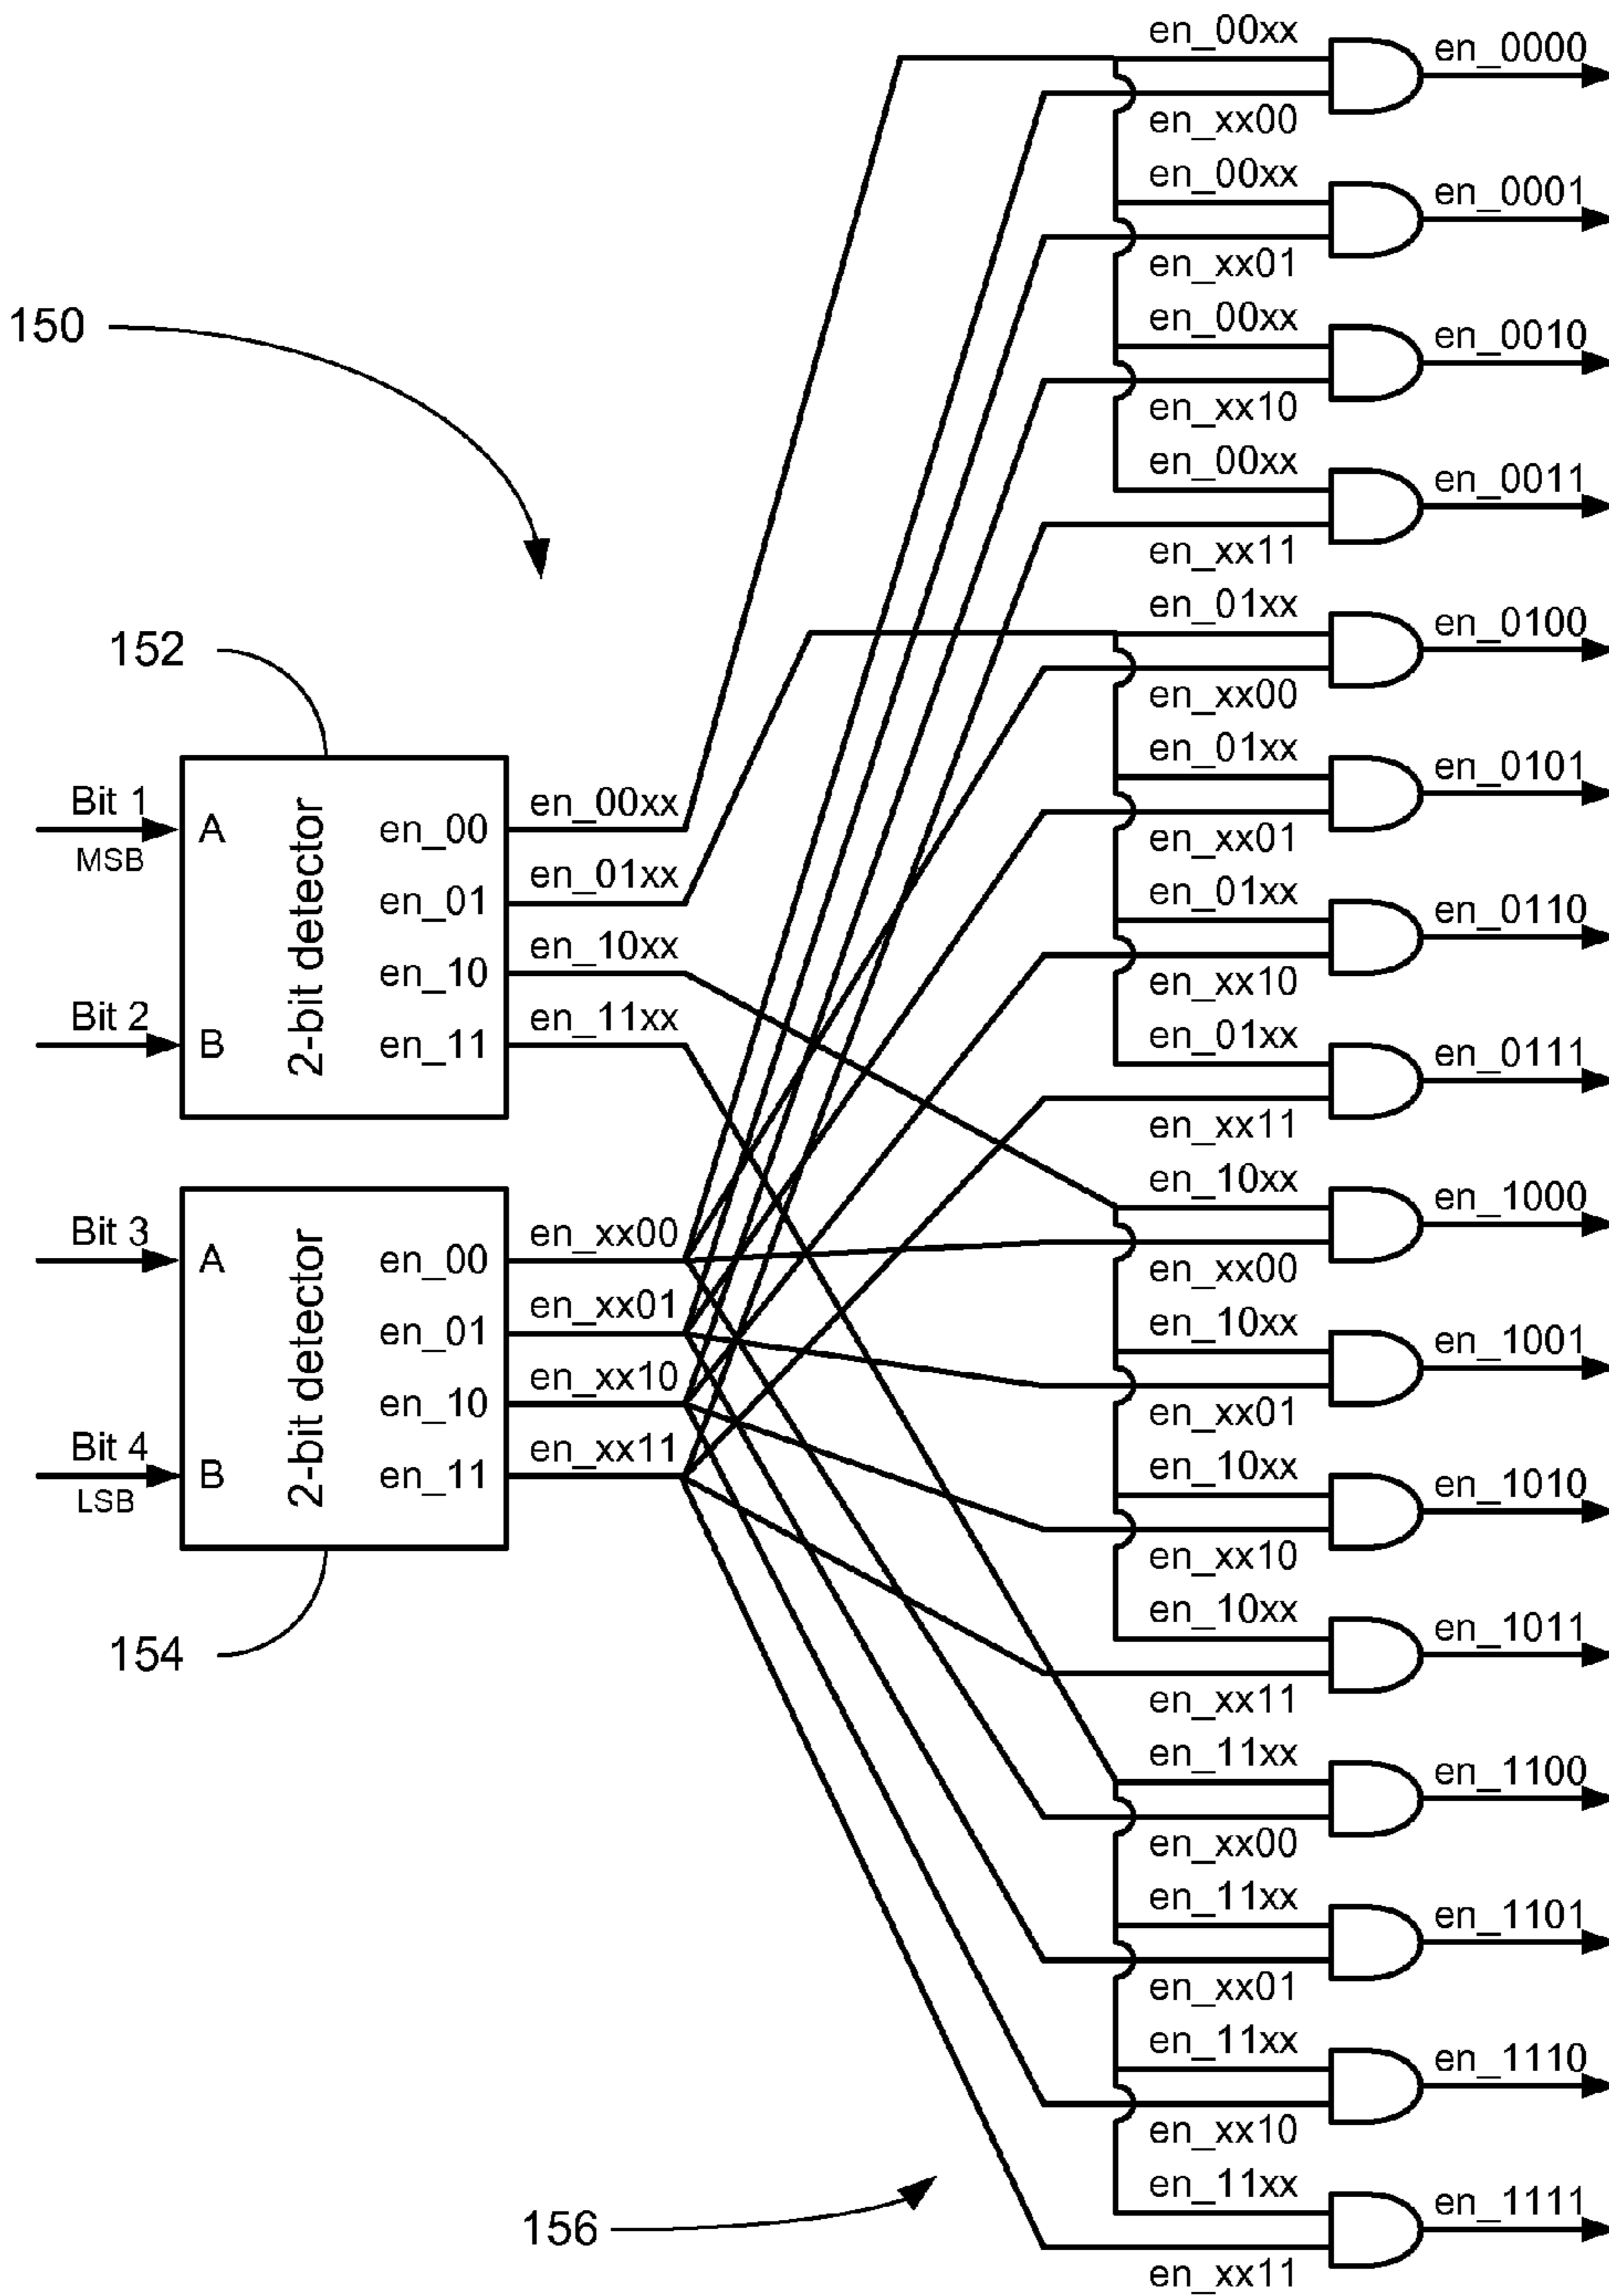 150
152
Bit 1
MSB
Bit 2
A
B
2-bit detector
en_00
en_01
en_10
en_11
en_00xx
en_01xx
en_10xx
en_11xx
Bit 3
Bit 4
LSB
A
B
2-bit detector
en_00
en_01
en_10
en_11
en_xx00
en_xx01
en_xx10
en_xx11
154
156
en_00xx
en_xx00
en_0000
en_00xx
en_xx01
en_0001
en_00xx
en_xx10
en_0010
en_00xx
en_xx11
en_0011
en_01xx
en_xx00
en_0100
en_01xx
en_xx01
en_0101
en_01xx
en_xx10
en_0110
en_01xx
en_xx11
en_0111
en_10xx
en_xx00
en_1000
en_10xx
en_xx01
en_1001
en_10xx
en_xx10
en_1010
en_10xx
en_xx11
en_1011
en_11xx
en_xx00
en_1100
en_11xx
en_xx01
en_1101
en_11xx
en_xx10
en_1110
en_11xx
en_xx11
en_1111